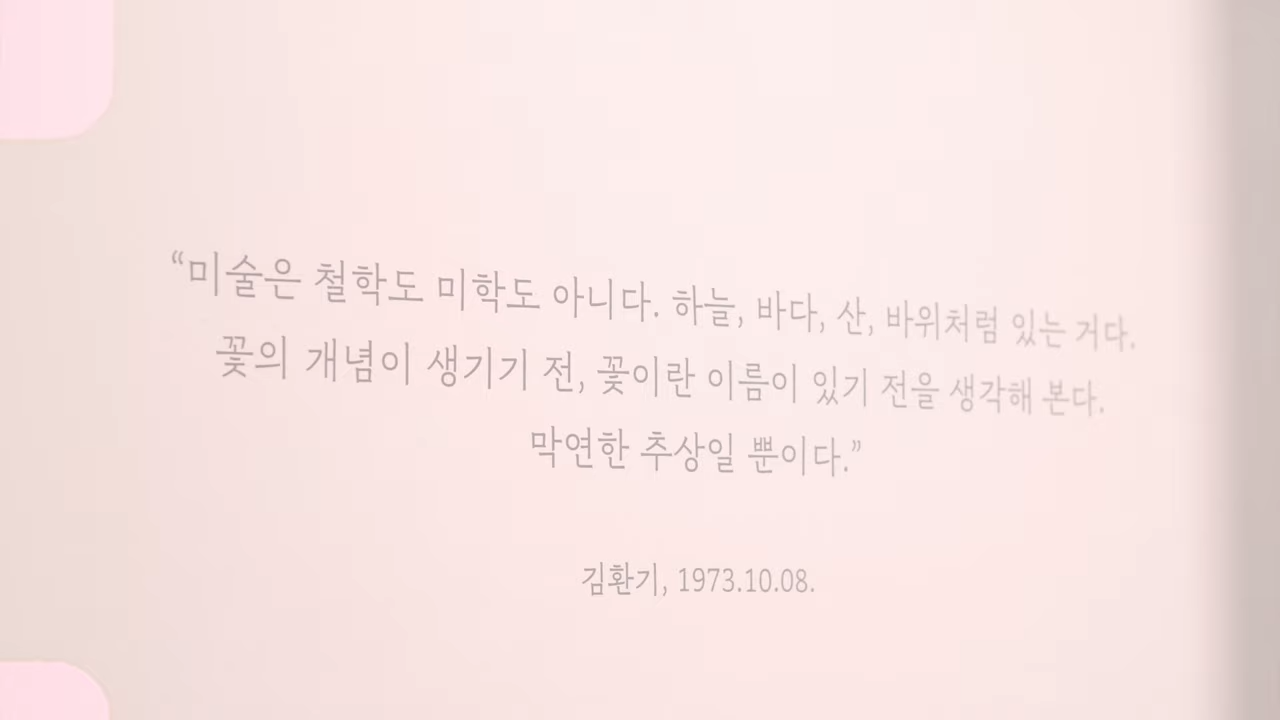 “미술은 철학도 미학도 아니다. 하늘, 바다, 산, 바위처럼 있는 거다.
꽃의 개념이 생기기 전, 꽃이란 이름이 있기 전을 생각해 본다.
막연한 추상일 뿐이다.”
김환기, 1973.10.08.